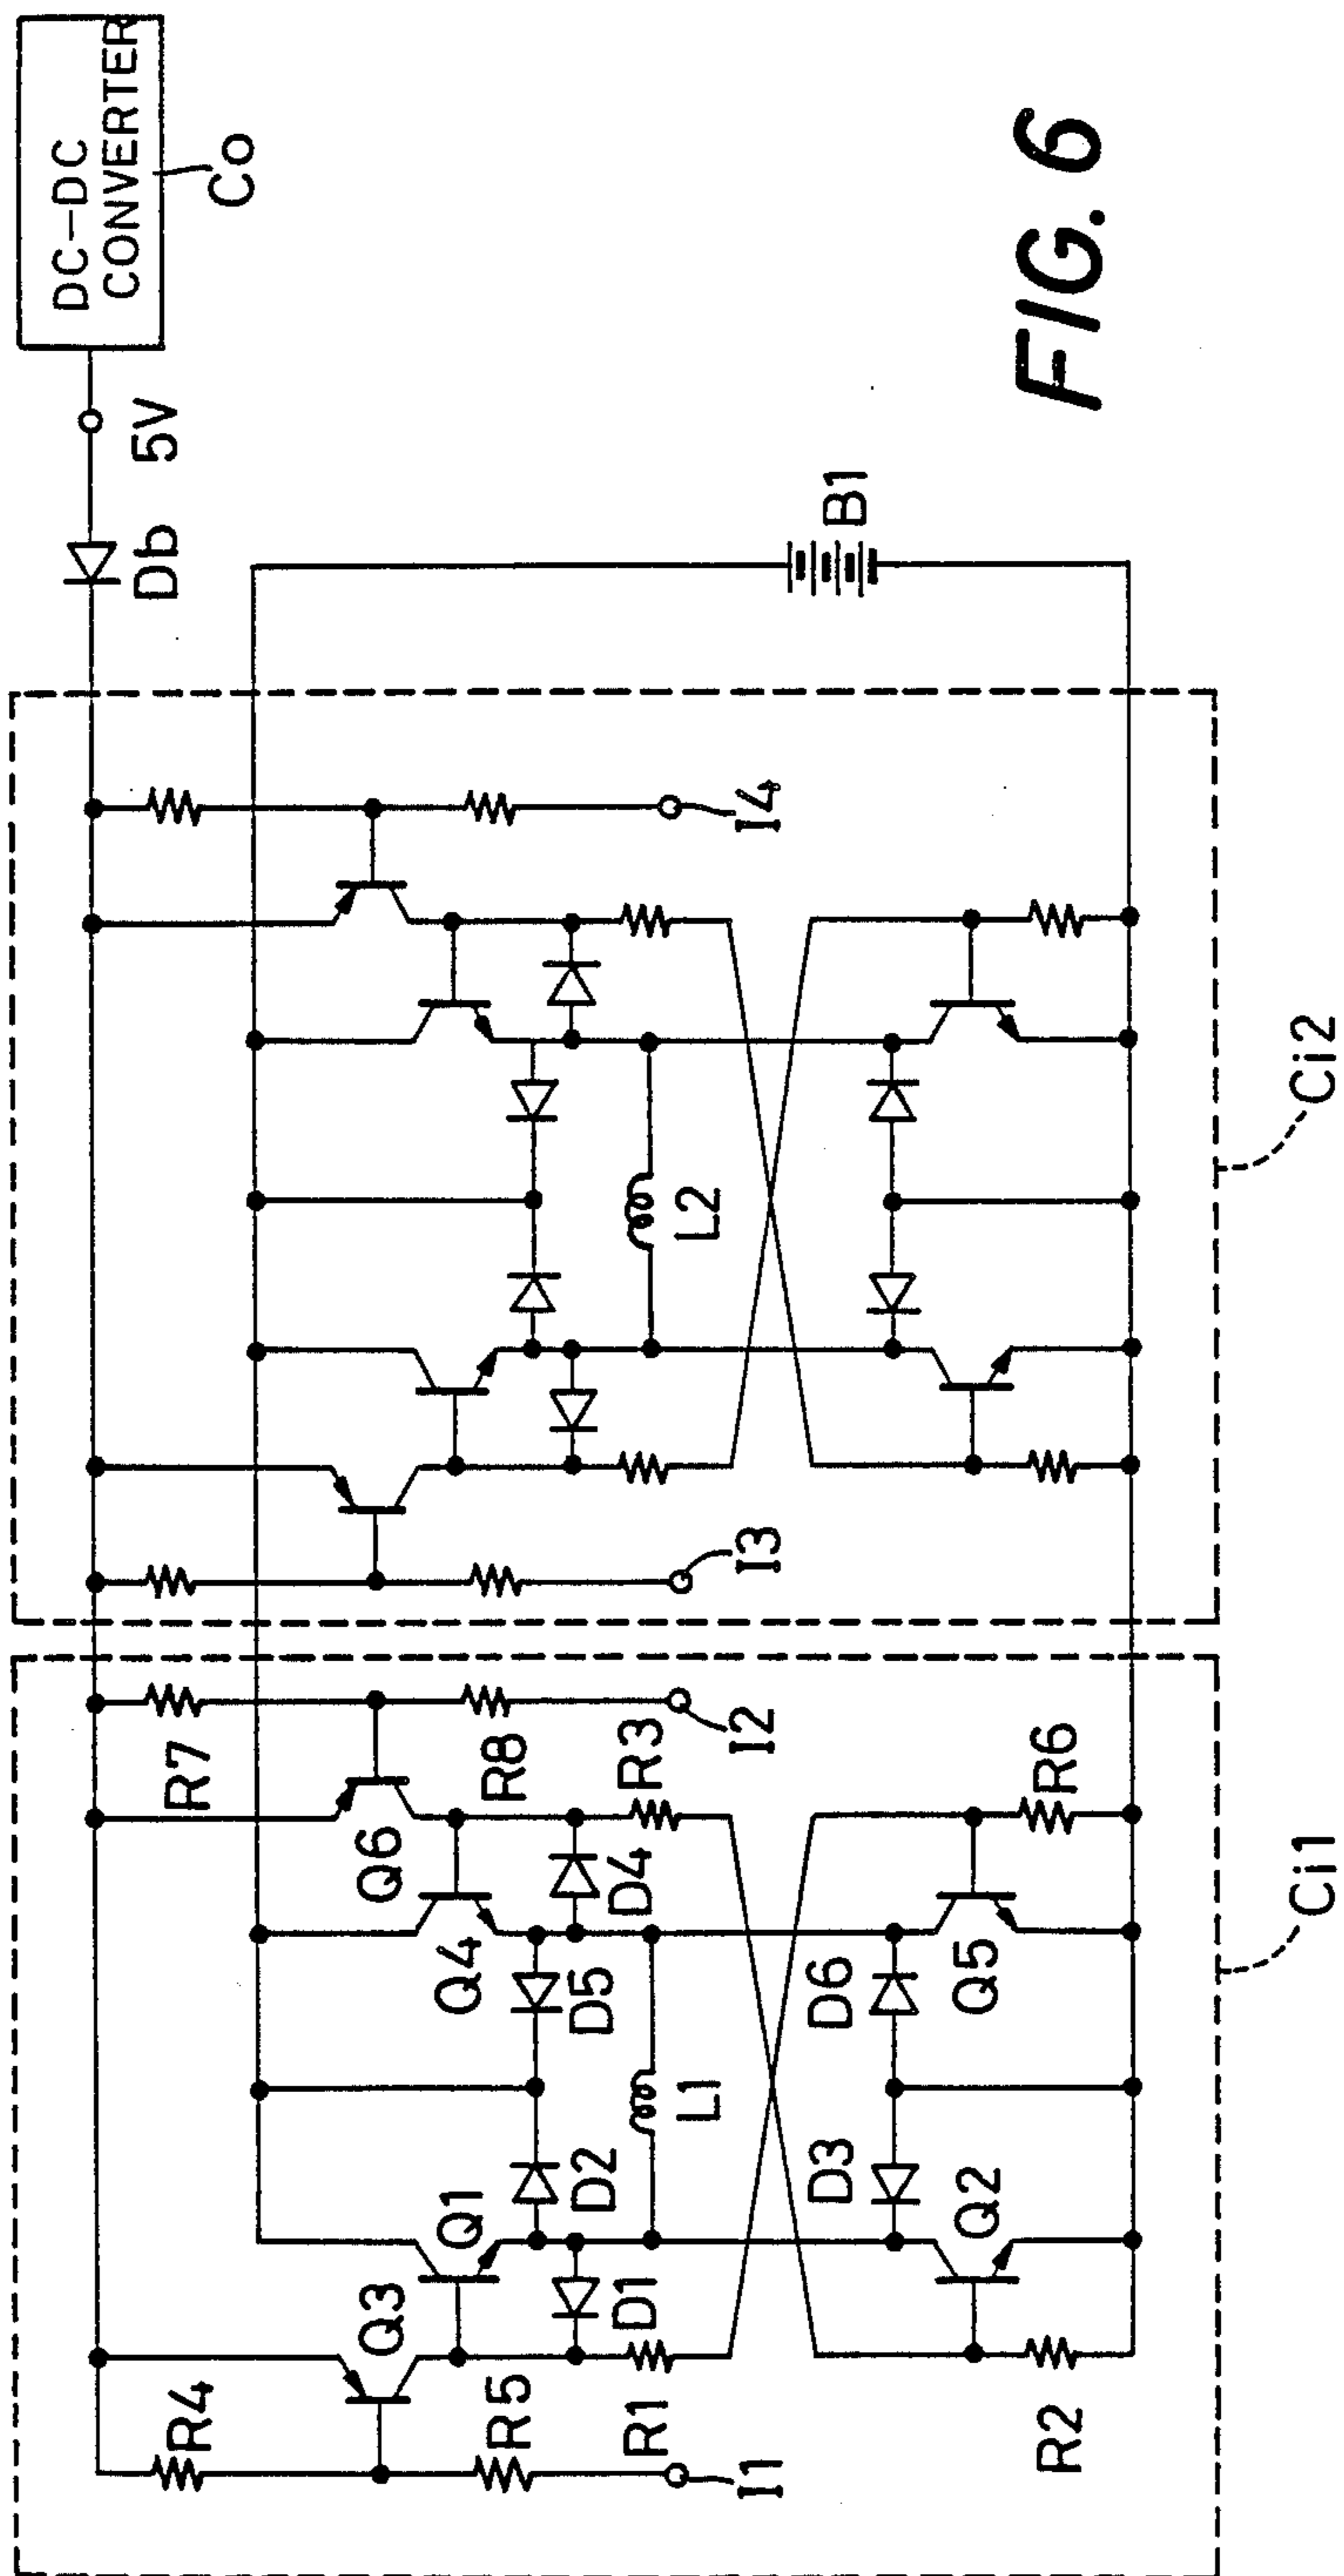 DC-DC
CONVERTER
Co
5V
Db
FIG. 6
B1
I4
L2
I3
Ci2
R7
Q6
R8
I2
R3
Q4
D4
D5
L1
D6
Q5
R6
D2
Q1
D3
Q2
Q3
D1
R4
R5
R1
I1
R2
Ci1